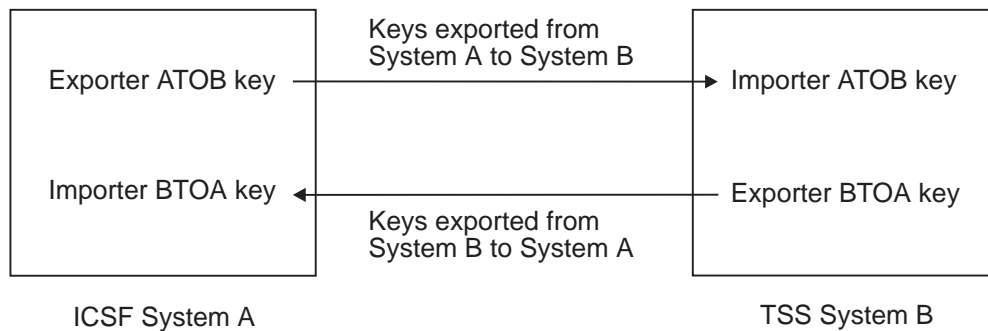 Keys exported from
System A to System B
Exporter ATOB key
Importer ATOB key
Importer BTOA key
Exporter BTOA key
Keys exported from
System B to System A
ICSF System A
TSS System B